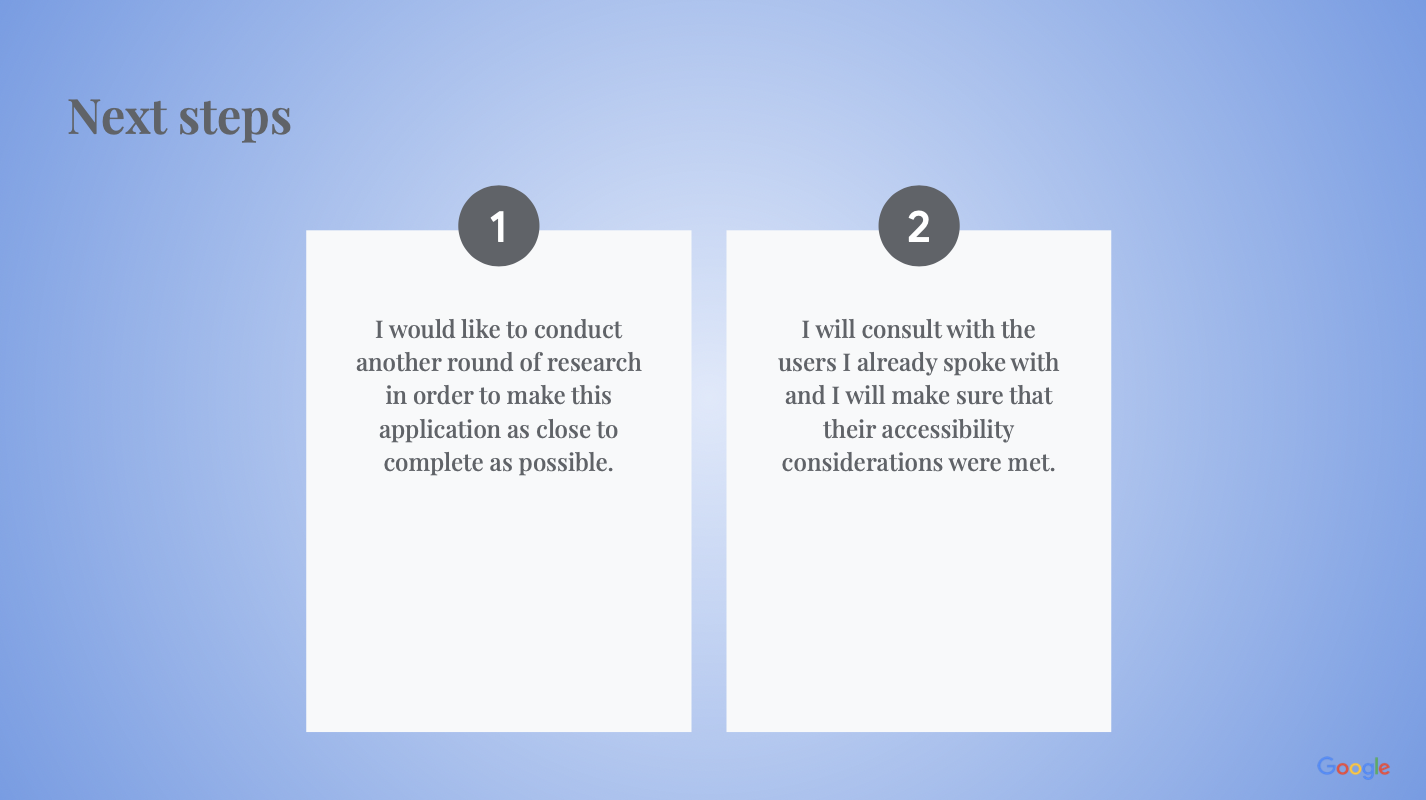 Next steps
1
I would like to conduct
another round of research
in order to make this
application as close to
complete as possible.
2
I will consult with the
users I already spoke with
and I will make sure that
their accessibility
considerations were met.
Google